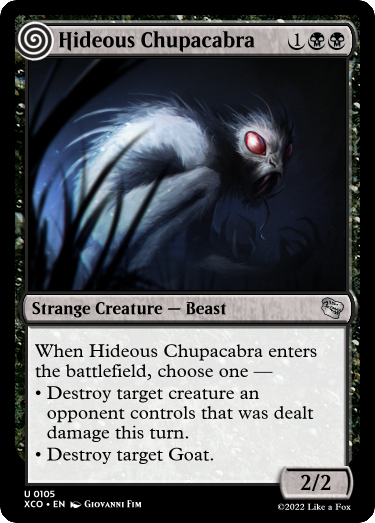 Hideous Chupacabra 1
Strange Creature — Beast
When Hideous Chupacabra enters
the battlefield, choose one —
• Destroy target creature an
opponent controls that was dealt
damage this turn.
• Destroy target Goat.
2/2
U 0105
XCO • EN Giovanni Fim
©2022 Like a Fox